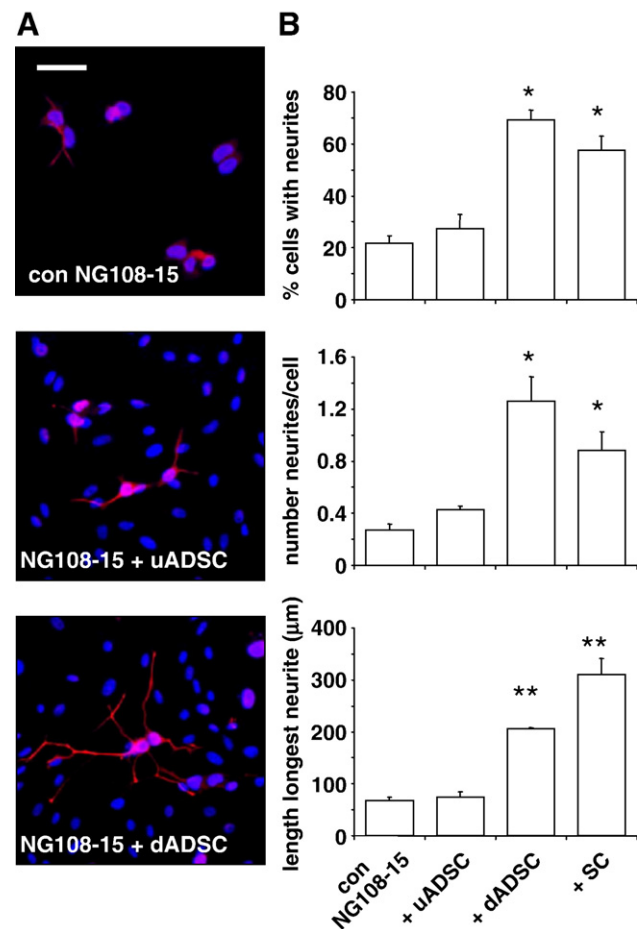 A
con NG108-15
NG108-15 + uADSC
NG108-15 + dADSC
B
% cells with neurites
80
60
40
20
0
*
*
number neurites/cell
1.6
1.2
0.8
0.4
0
*
*
length longest neurite (μm)
400
300
200
100
0
**
**
con
NG108-15
+ uADSC
+ dADSC
+ SC